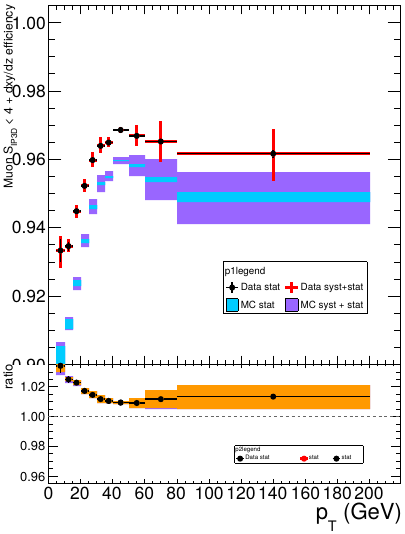 Muon S_IP3D < 4 + dxy/dz efficiency
1.00
0.98
0.96
0.94
0.92
0.90
p1legend
Data stat Data syst+stat
MC stat MC syst + stat
ratio
1.02
1.00
0.98
0.96
p2legend
Data stat stat stat
0 20 40 60 80 100 120 140 160 180 200
p_T (GeV)